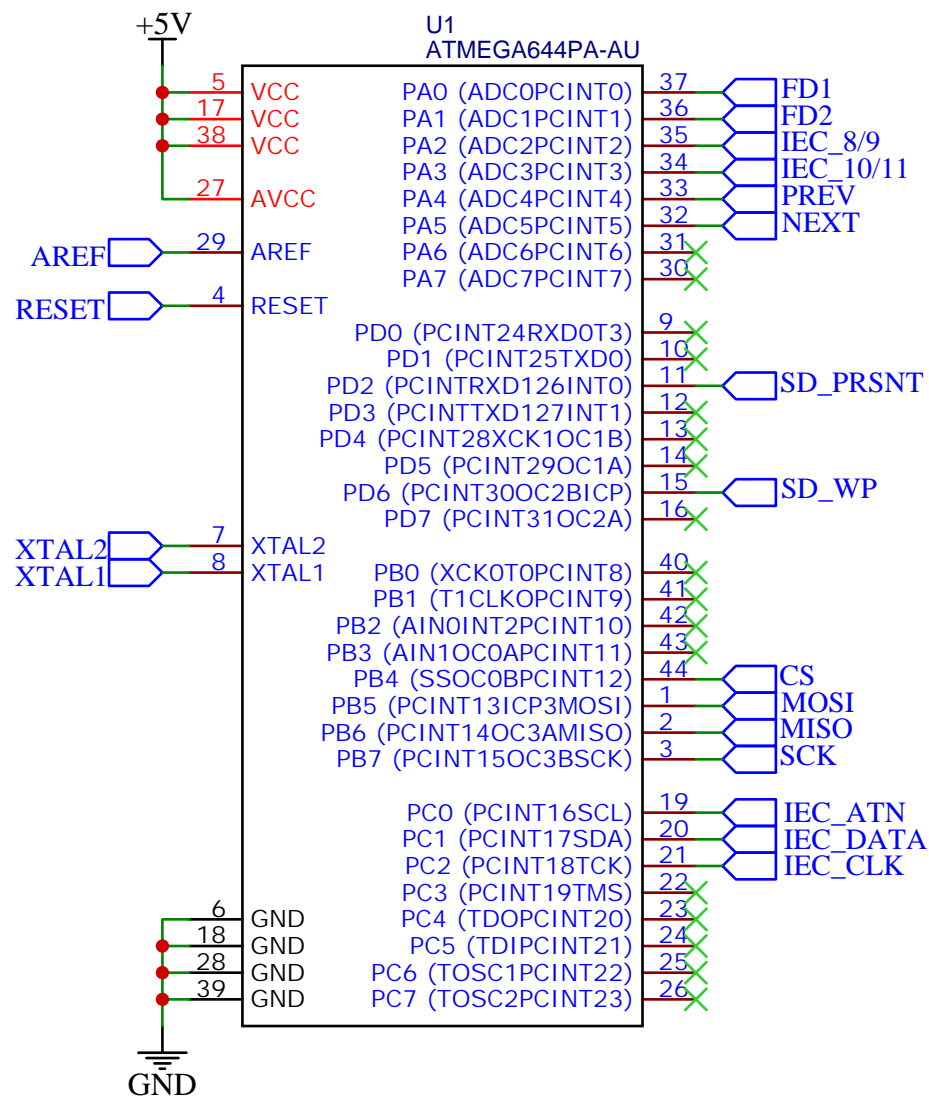 +5V
U1
ATMEGA644PA-AU
5 VCC
17 VCC
38 VCC
27 AVCC
AREF 29 AREF
RESET 4 RESET
XTAL2 7 XTAL2
XTAL1 8 XTAL1
6 GND
18 GND
28 GND
39 GND
GND
PA0 (ADC0PCINT0) 37 FD1
PA1 (ADC1PCINT1) 36 FD2
PA2 (ADC2PCINT2) 35 IEC_8/9
PA3 (ADC3PCINT3) 34 IEC_10/11
PA4 (ADC4PCINT4) 33 PREV
PA5 (ADC5PCINT5) 32 NEXT
PA6 (ADC6PCINT6) 31
PA7 (ADC7PCINT7) 30
PD0 (PCINT24RXD0T3) 9
PD1 (PCINT25TXD0) 10
PD2 (PCINTRXD126INT0) 11 SD_PRSNT
PD3 (PCINTTXD127INT1) 12
PD4 (PCINT28XCK1OC1B) 13
PD5 (PCINT29OC1A) 14
PD6 (PCINT30OC2BICP) 15 SD_WP
PD7 (PCINT31OC2A) 16
PB0 (XCK0T0PCINT8) 40
PB1 (T1CLKOPCINT9) 41
PB2 (AIN0INT2PCINT10) 42
PB3 (AIN1OC0APCINT11) 43
PB4 (SSOC0BPCINT12) 44 CS
PB5 (PCINT13ICP3MOSI) 1 MOSI
PB6 (PCINT14OC3AMISO) 2 MISO
PB7 (PCINT15OC3BSCK) 3 SCK
PC0 (PCINT16SCL) 19 IEC_ATN
PC1 (PCINT17SDA) 20 IEC_DATA
PC2 (PCINT18TCK) 21 IEC_CLK
PC3 (PCINT19TMS) 22
PC4 (TDOPCINT20) 23
PC5 (TDIPCINT21) 24
PC6 (TOSC1PCINT22) 25
PC7 (TOSC2PCINT23) 26